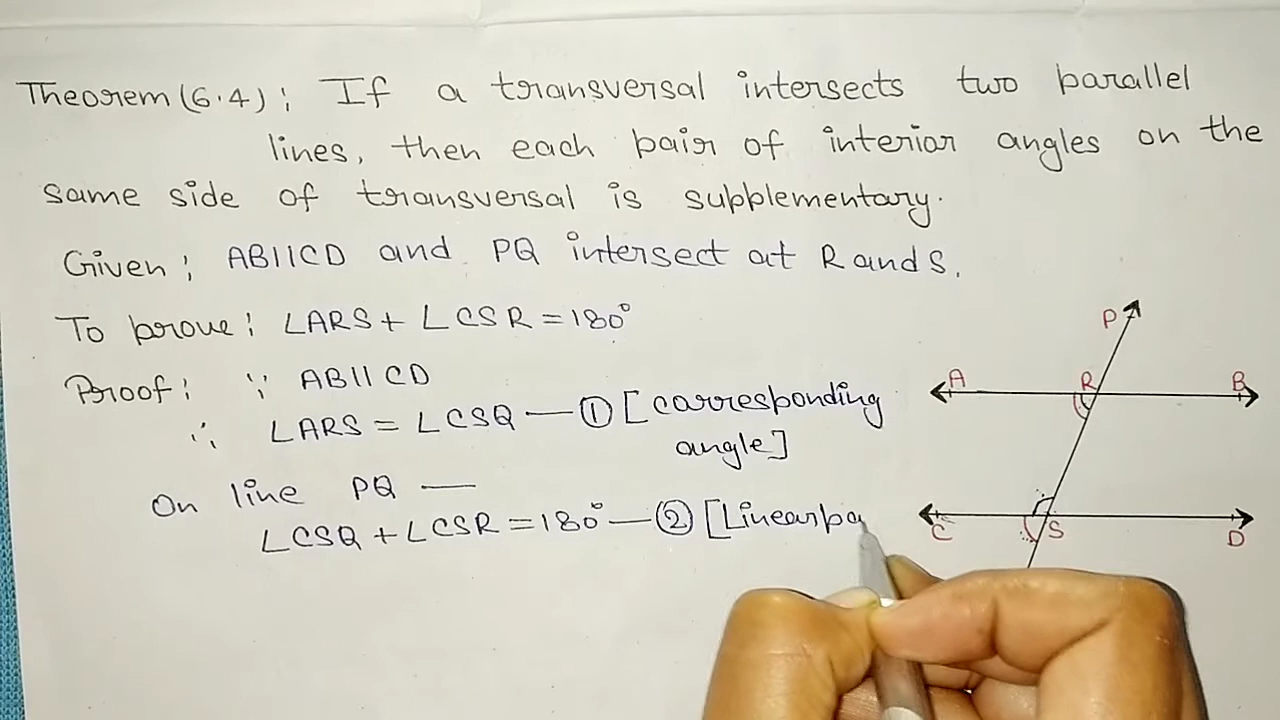 Theorem (6.4) ; If a transversal intersects two parallel
lines, then each pair of interior angles on the
same side of transversal is supplementary.
Given ; AB||CD and PQ intersect at R and S.
To prove ; ∠ARS + ∠CSR = 180°
Proof ; ∵ AB||CD
∴ ∠ARS = ∠CSQ — ① [corresponding
angle]
On line PQ —
∠CSQ + ∠CSR = 180° — ② [Linear pa
P
A R B
C S D